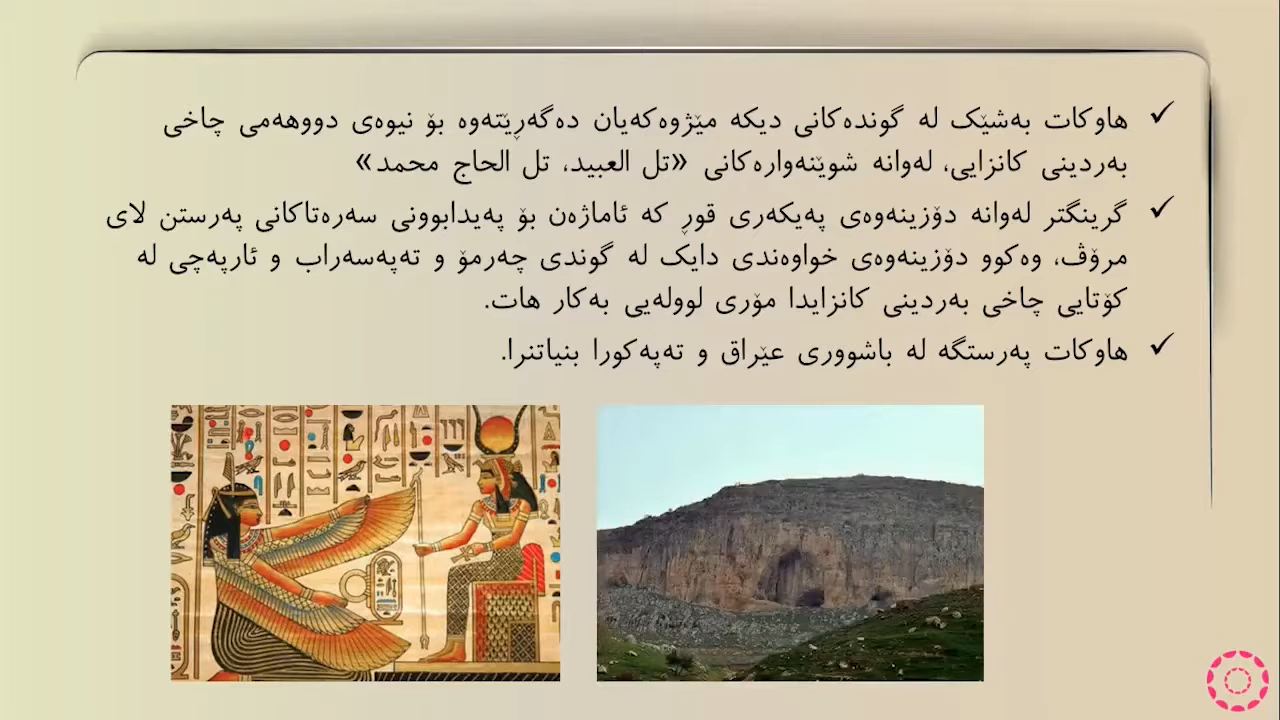 ✓ هاوکات بەشێک لە گوندەکانی دیکە مێژوەکەیان دەگەڕێتەوە بۆ نیوەی دووهەمی چاخی
بەردینی کانزایی، لەوانە شوێنەوارەکانی «تل العبید، تل الحاج محمد»
✓ گرینگتر لەوانە دۆزینەوەی پەیکەری قوڕ کە ئاماژەن بۆ پەیدابوونی سەرەتاکانی پەرستن لای
مرۆڤ، وەکوو دۆزینەوەی خواوەندی دایک لە گوندی چەرمۆ و تەپەسەراب و ئارپەچی لە
کۆتایی چاخی بەردینی کانزایدا مۆری لوولەیی بەکار هات.
✓ هاوکات پەرستگە لە باشووری عێراق و تەپەکورا بنیاتنرا.